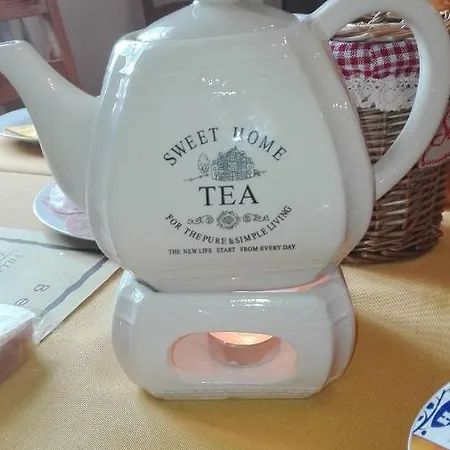 SWEET HOME
TEA
FOR THE PURE & SIMPLE LIVING
THE NEW LIFE START FROM EVERY DAY